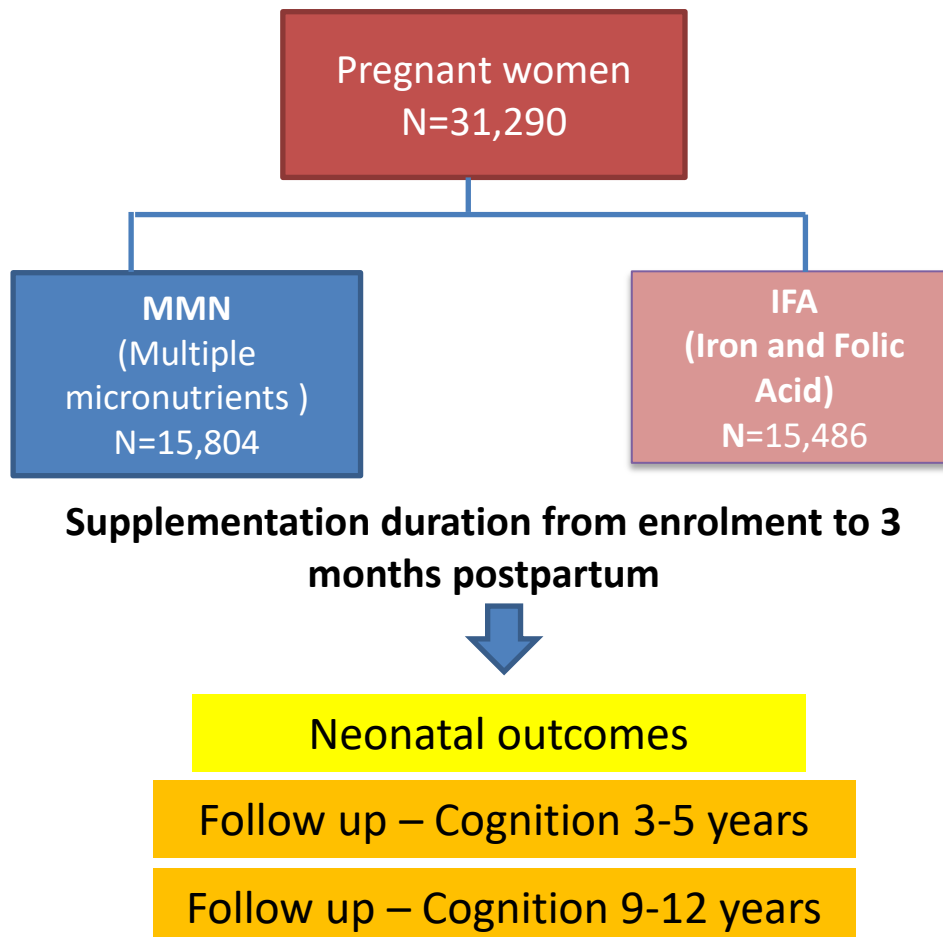 Pregnant women
N=31,290
MMN
(Multiple
micronutrients )
N=15,804
IFA
(Iron and Folic
Acid)
N=15,486
Supplementation duration from enrolment to 3
months postpartum
Neonatal outcomes
Follow up – Cognition 3-5 years
Follow up – Cognition 9-12 years